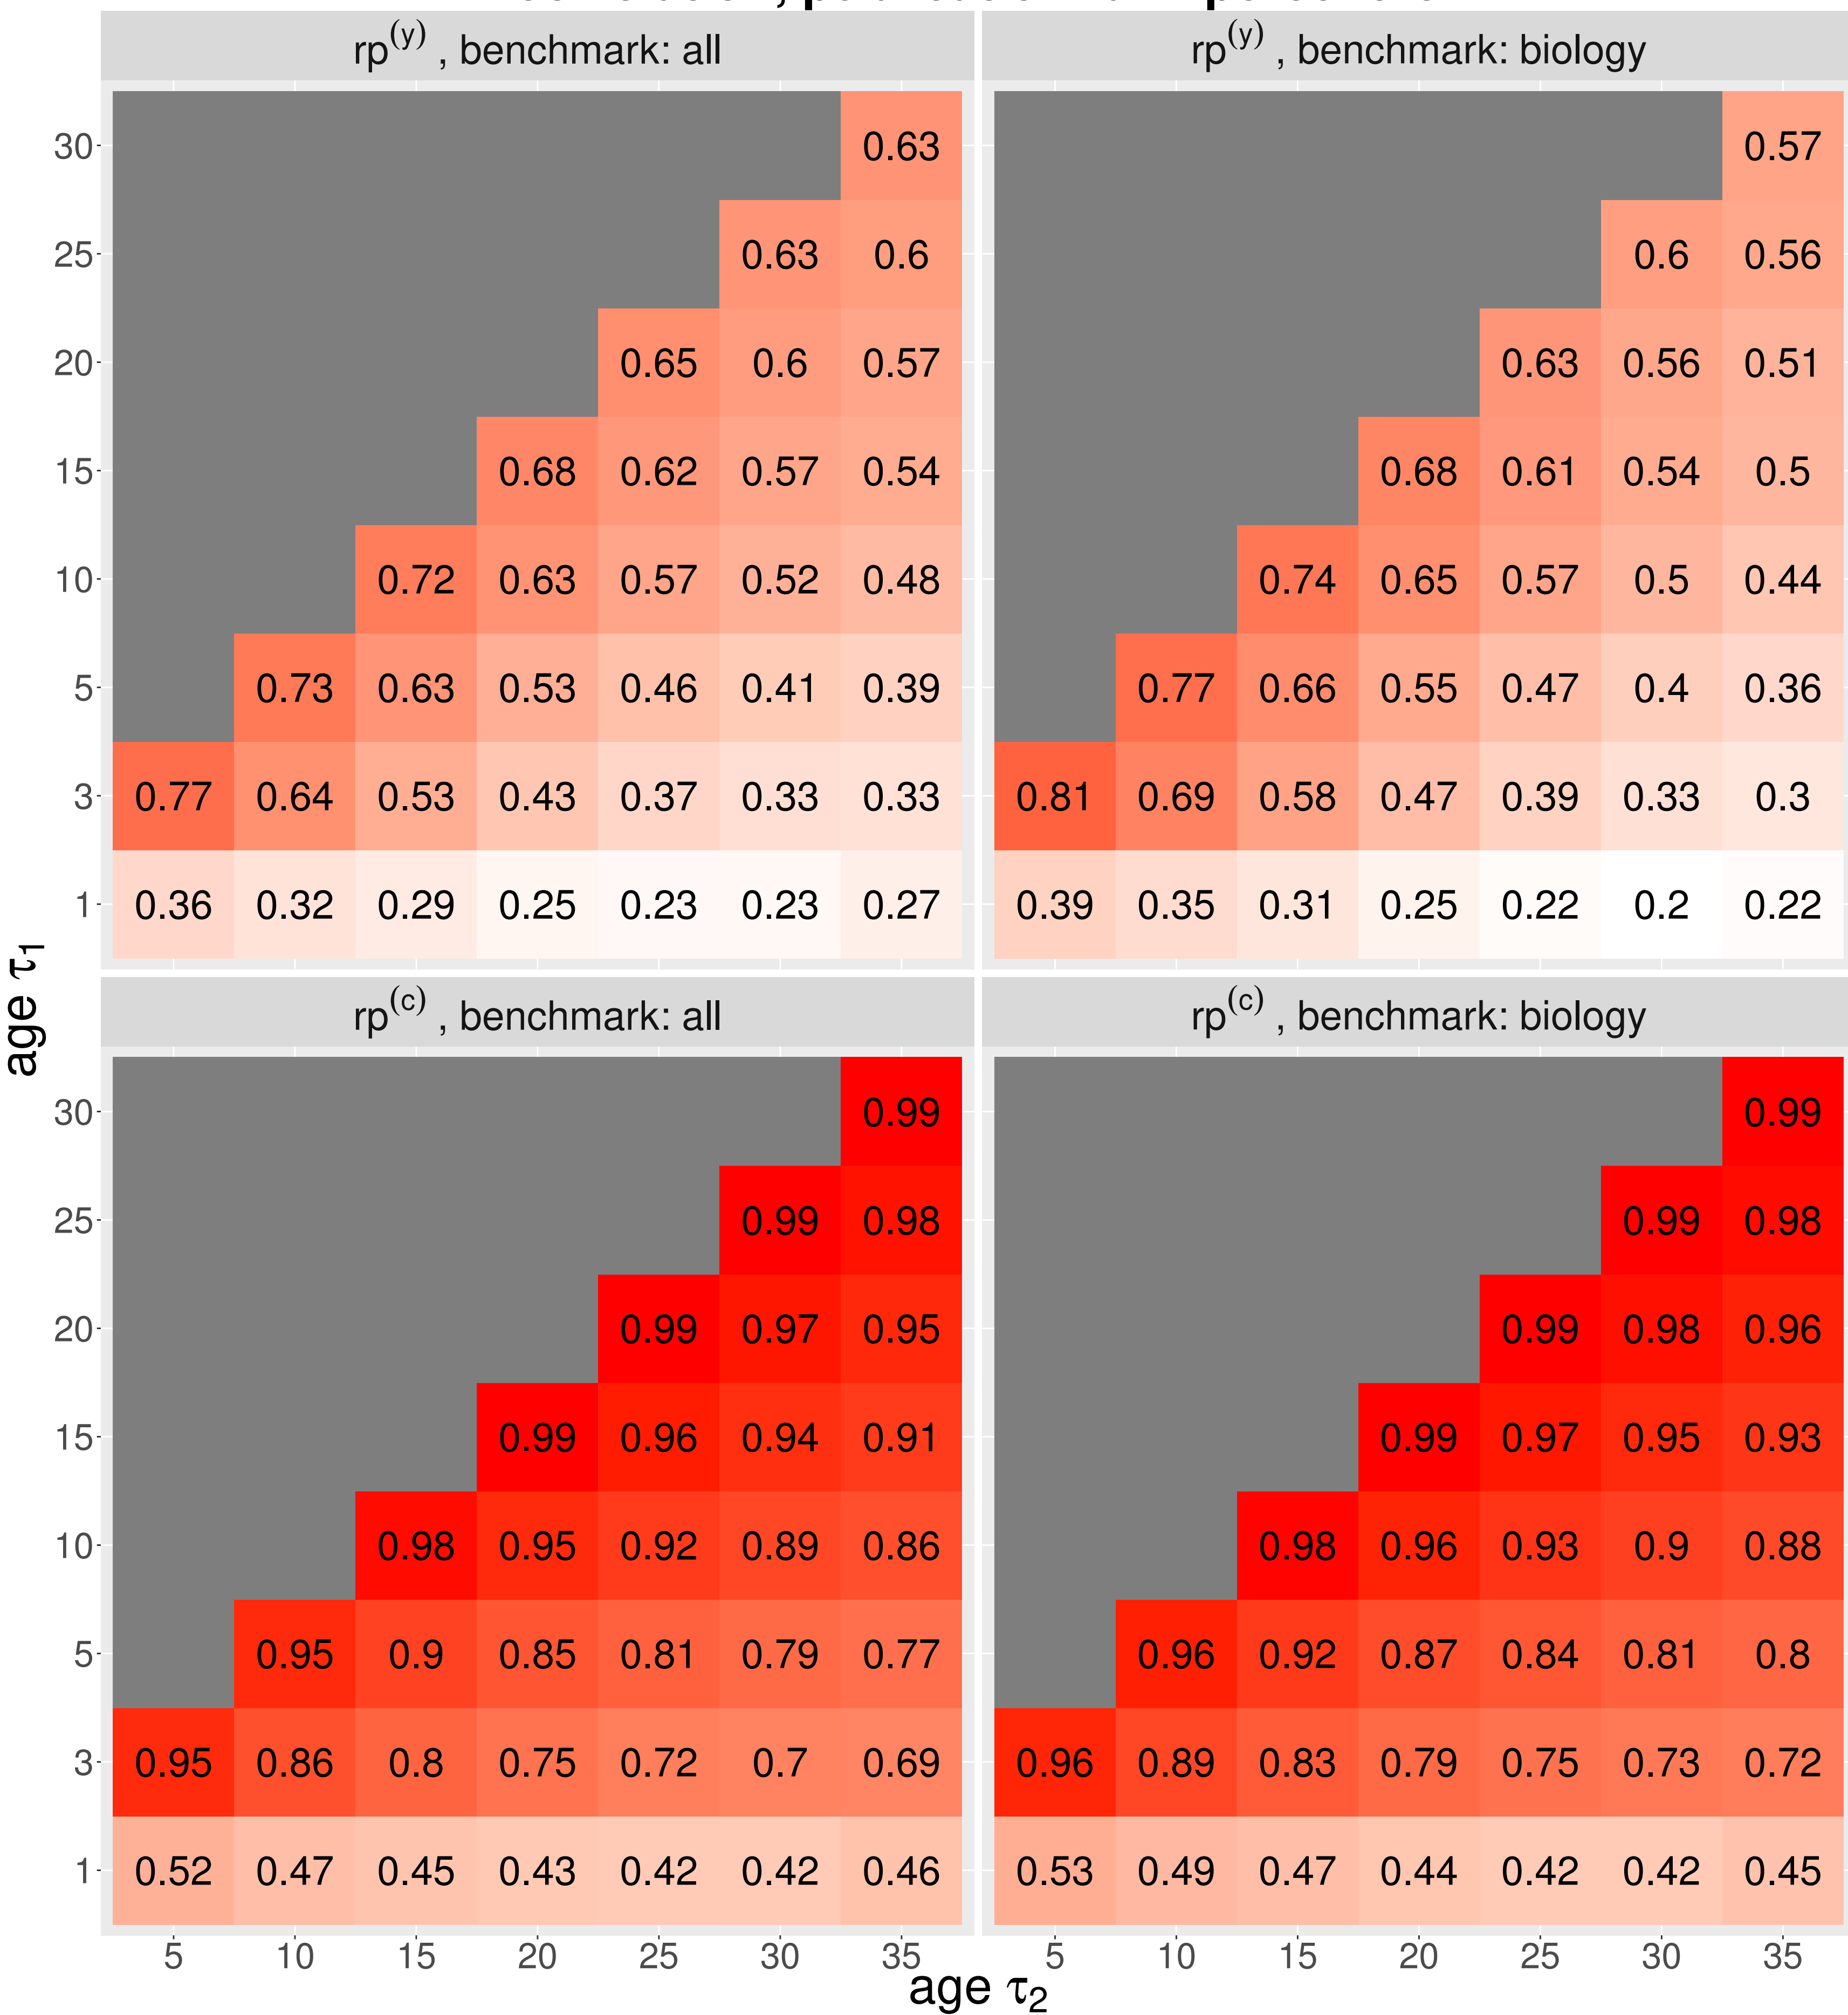 rp(y) , benchmark: all
rp(y) , benchmark: biology
30 0.63 0.57
25 0.63 0.6 0.6 0.56
20 0.65 0.6 0.57 0.63 0.56 0.51
15 0.68 0.62 0.57 0.54 0.68 0.61 0.54 0.5
10 0.72 0.63 0.57 0.52 0.48 0.74 0.65 0.57 0.5 0.44
5 0.73 0.63 0.53 0.46 0.41 0.39 0.77 0.66 0.55 0.47 0.4 0.36
3 0.77 0.64 0.53 0.43 0.37 0.33 0.33 0.81 0.69 0.58 0.47 0.39 0.33 0.3
1 0.36 0.32 0.29 0.25 0.23 0.23 0.27 0.39 0.35 0.31 0.25 0.22 0.2 0.22
age τ1
rp(c) , benchmark: all
rp(c) , benchmark: biology
30 0.99 0.99
25 0.99 0.98 0.99 0.98
20 0.99 0.97 0.95 0.99 0.98 0.96
15 0.99 0.96 0.94 0.91 0.99 0.97 0.95 0.93
10 0.98 0.95 0.92 0.89 0.86 0.98 0.96 0.93 0.9 0.88
5 0.95 0.9 0.85 0.81 0.79 0.77 0.96 0.92 0.87 0.84 0.81 0.8
3 0.95 0.86 0.8 0.75 0.72 0.7 0.69 0.96 0.89 0.83 0.79 0.75 0.73 0.72
1 0.52 0.47 0.45 0.43 0.42 0.42 0.46 0.53 0.49 0.47 0.44 0.42 0.42 0.45
5 10 15 20 25 30 35 5 10 15 20 25 30 35
age τ2